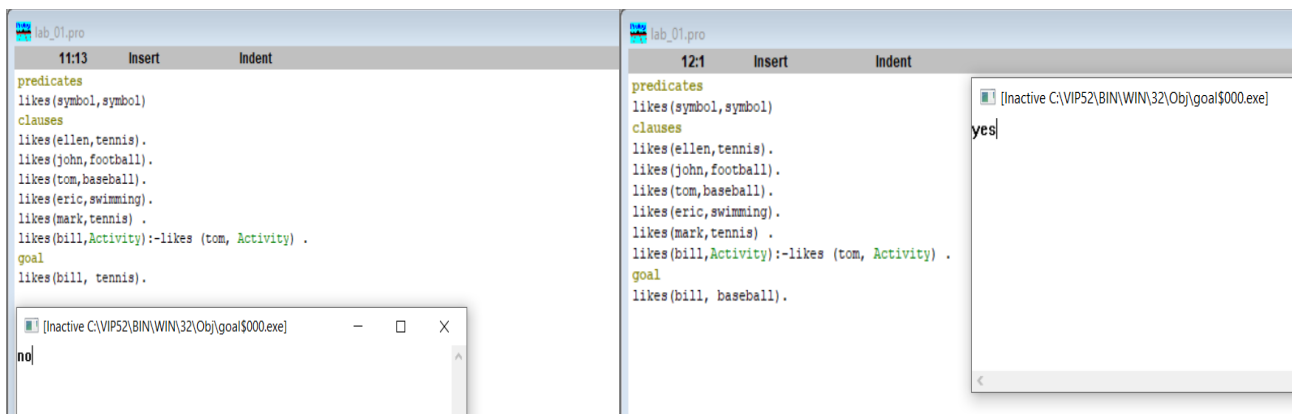 lab_01.pro
11:13 Insert Indent
predicates
likes(symbol,symbol)
clauses
likes(ellen,tennis).
likes(john,football).
likes(tom,baseball).
likes(eric,swimming).
likes(mark,tennis) .
likes(bill,Activity):-likes (tom, Activity) .
goal
likes(bill, tennis).
[Inactive C:\VIP52\BIN\WIN\32\Obj\goal$000.exe]
no
lab_01.pro
12:1 Insert Indent
predicates
likes(symbol,symbol)
clauses
likes(ellen,tennis).
likes(john,football).
likes(tom,baseball).
likes(eric,swimming).
likes(mark,tennis) .
likes(bill,Activity):-likes (tom, Activity) .
goal
likes(bill, baseball).
[Inactive C:\VIP52\BIN\WIN\32\Obj\goal$000.exe]
yes